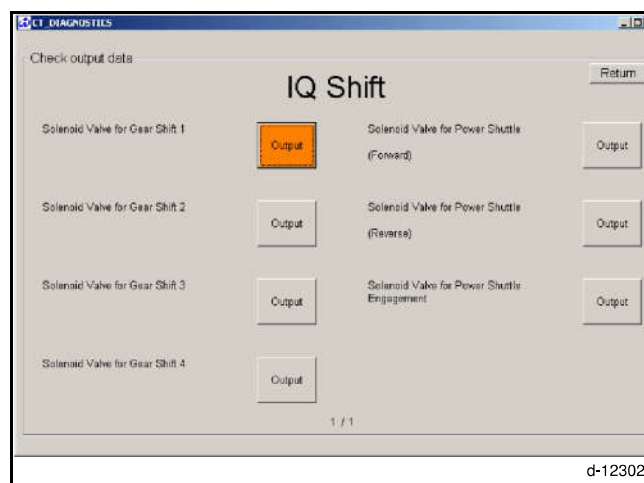 CT_DIAGNOSTICS
Check output data
IQ Shift
Return
Solenoid Valve for Gear Shift 1
Output
Solenoid Valve for Power Shuttle
(Forward)
Output
Solenoid Valve for Gear Shift 2
Output
Solenoid Valve for Power Shuttle
(Reverse)
Output
Solenoid Valve for Gear Shift 3
Output
Solenoid Valve for Power Shuttle
Engagement
Output
Solenoid Valve for Gear Shift 4
Output
1 / 1
d-12302